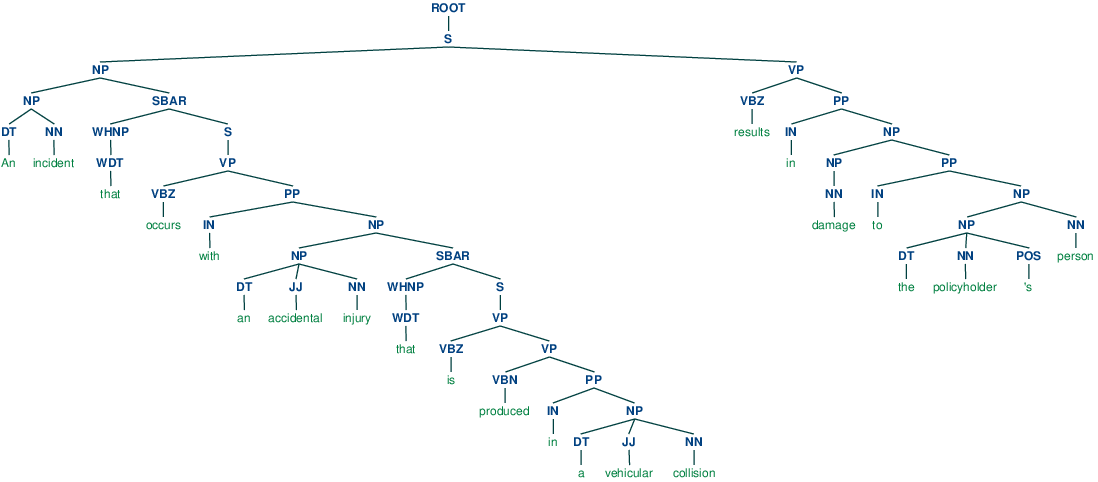 ROOT
S
NP VP
NP SBAR VBZ PP
DT NN WHNP S results IN NP
An incident WDT VP in NP PP
that VBZ PP NN IN NP
occurs IN NP damage to NP NN
with NP SBAR DT NN POS person
DT JJ NN WHNP S the policyholder 's
an accidental injury WDT VP
that VBZ VP
is VBN PP
produced IN NP
in DT JJ NN
a vehicular collision